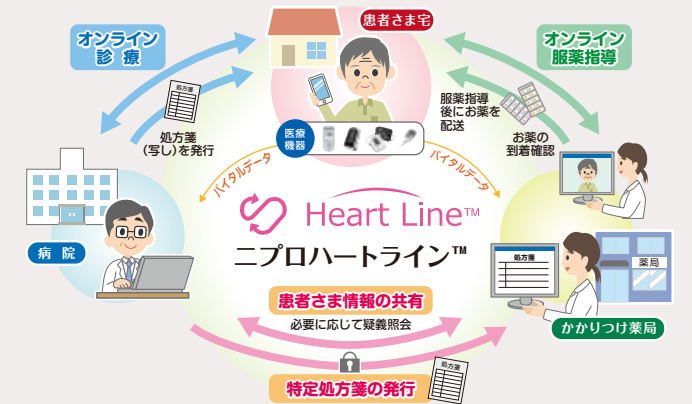 患者さま宅
オンライン
診 療
オンライン
服薬指導
処方箋
処方箋
(写し)を発行
服薬指導
後にお薬を
配送
お薬の
到着確認
医療
機器
バイタルデータ
バイタルデータ
Heart Line™
ニプロハートライン™
病 院
処方箋
薬局
かかりつけ薬局
患者さま情報の共有
必要に応じて疑義照会
処方箋
特定処方箋の発行